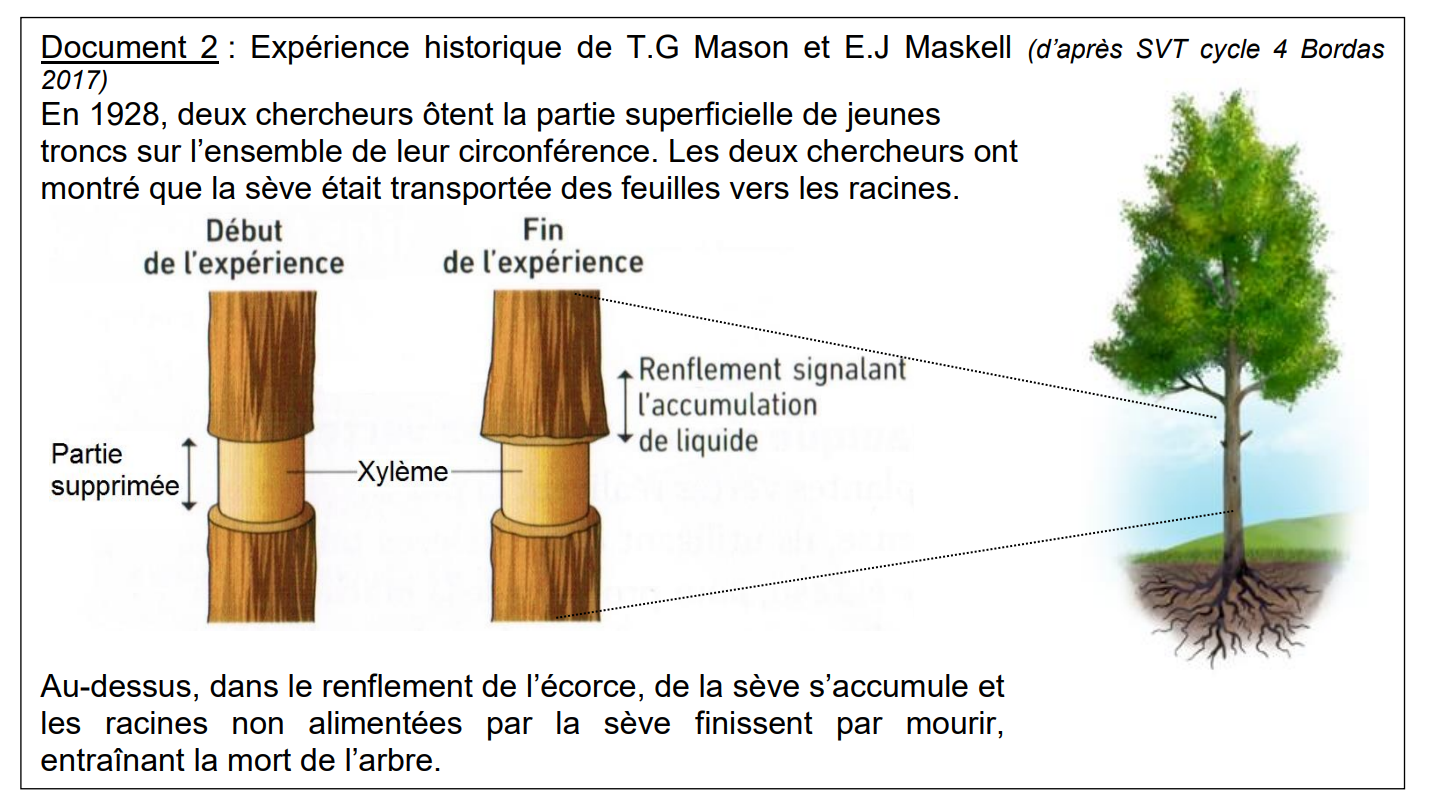 Document 2 : Expérience historique de T.G Mason et E.J Maskell (d’après SVT cycle 4 Bordas
2017)
En 1928, deux chercheurs ôtent la partie superficielle de jeunes
troncs sur l’ensemble de leur circonférence. Les deux chercheurs ont
montré que la sève était transportée des feuilles vers les racines.
Début
de l’expérience
Fin
de l’expérience
Renflement signalant
l’accumulation
de liquide
Partie
supprimée
Xylème
Au-dessus, dans le renflement de l’écorce, de la sève s’accumule et
les racines non alimentées par la sève finissent par mourir,
entraînant la mort de l’arbre.